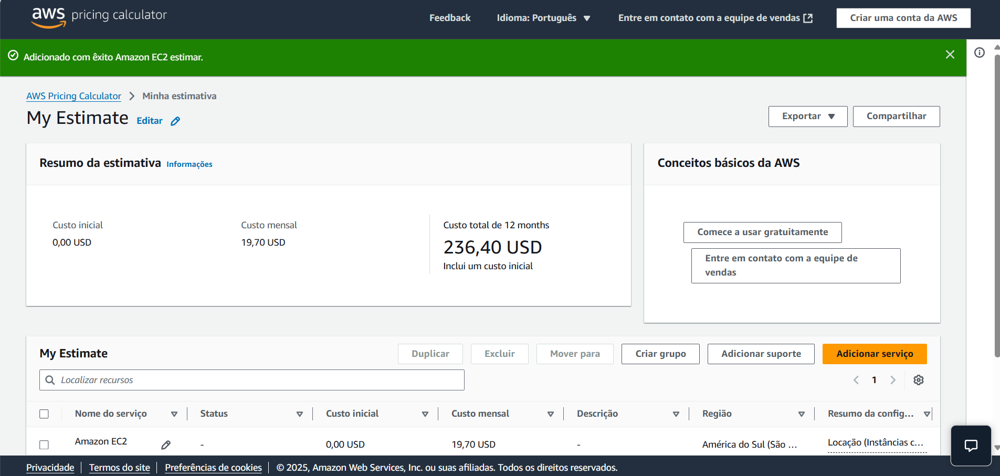 aws pricing calculator
Feedback
Idioma: Português
Entre em contato com a equipe de vendas
Criar uma conta da AWS
Adicionado com êxito Amazon EC2 estimar.
AWS Pricing Calculator
Minha estimativa
My Estimate
Editar
Exportar
Compartilhar
Resumo da estimativa
Informações
Custo inicial
0,00 USD
Custo mensal
19,70 USD
Custo total de 12 months
236,40 USD
Inclui um custo inicial
Conceitos básicos da AWS
Comece a usar gratuitamente
Entre em contato com a equipe de
vendas
My Estimate
Duplicar
Excluir
Mover para
Criar grupo
Adicionar suporte
Adicionar serviço
Localizar recursos
1
Nome do serviço
Status
Custo inicial
Custo mensal
Descrição
Região
Resumo da config...
Amazon EC2
-
0,00 USD
19,70 USD
-
América do Sul (São ...
Locação (Instâncias c...
Privacidade
Termos do site
Preferências de cookies
© 2025, Amazon Web Services, Inc. ou suas afiliadas. Todos os direitos reservados.